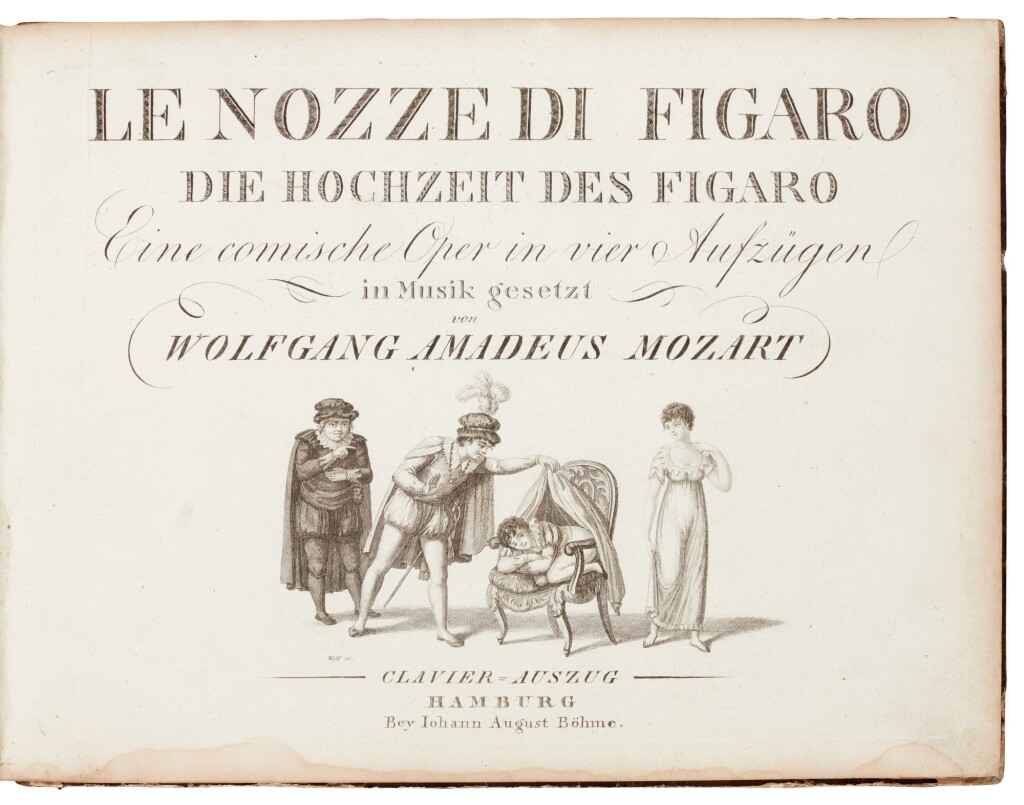 LE NOZZE DI FIGARO
DIE HOCHZEIT DES FIGARO
Eine comische Oper in vier Aufzügen
in Musik gesetzt
von
WOLFGANG AMADEUS MOZART
CLAVIER=AUSZUG
HAMBURG
Bey Iohann August Böhme.